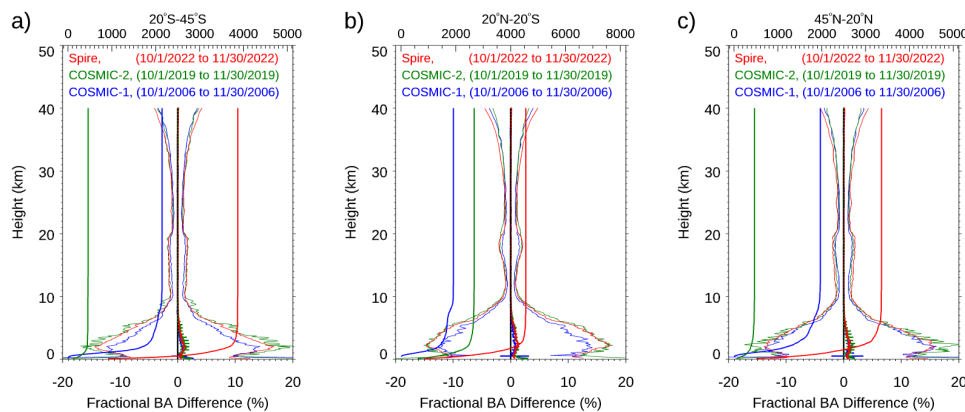 a) 20°S-45°S
0 1000 2000 3000 4000 5000
50
Spire, (10/1/2022 to 11/30/2022)
COSMIC-2, (10/1/2019 to 11/30/2019)
COSMIC-1, (10/1/2006 to 11/30/2006)
40
30
20
10
0
Height (km)
-20 -10 0 10 20
Fractional BA Difference (%)
b) 20°N-20°S
0 2000 4000 6000 8000
50
Spire, (10/1/2022 to 11/30/2022)
COSMIC-2, (10/1/2019 to 11/30/2019)
COSMIC-1, (10/1/2006 to 11/30/2006)
40
30
20
10
0
Height (km)
-20 -10 0 10 20
Fractional BA Difference (%)
c) 45°N-20°N
0 1000 2000 3000 4000 5000
50
Spire, (10/1/2022 to 11/30/2022)
COSMIC-2, (10/1/2019 to 11/30/2019)
COSMIC-1, (10/1/2006 to 11/30/2006)
40
30
20
10
0
Height (km)
-20 -10 0 10 20
Fractional BA Difference (%)